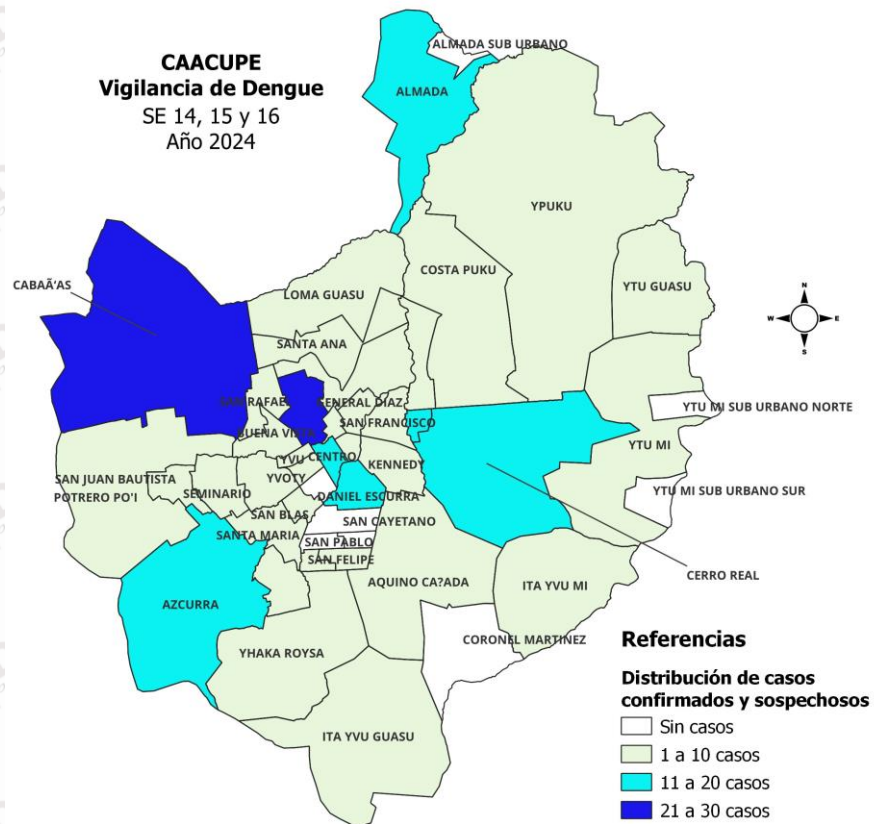 CAACUPE
Vigilancia de Dengue
SE 14, 15 y 16
Año 2024
ALMADA SUB URBANO
ALMADA
YPUKU
COSTA PUKU
YTU GUASU
CABAÃ'AS
LOMA GUASU
N
W E
S
SANTA ANA
SAN RAFAEL
GENERAL DIAZ
YTU MI SUB URBANO NORTE
SAN FRANCISCO
BUENA VISTA
YTU MI
YVU
CENTRO
KENNEDY
SAN JUAN BAUTISTA
YVOTY
YTU MI SUB URBANO SUR
POTRERO PO'I
SEMINARIO
DANIEL ESCURRA
SAN BLAS
SAN CAYETANO
SANTA MARIA
SAN PABLO
SAN FELIPE
CERRO REAL
AQUINO CA?ADA
ITA YVU MI
AZCURRA
CORONEL MARTINEZ
YHAKA ROYSA
ITA YVU GUASU
Referencias
Distribución de casos
confirmados y sospechosos
Sin casos
1 a 10 casos
11 a 20 casos
21 a 30 casos